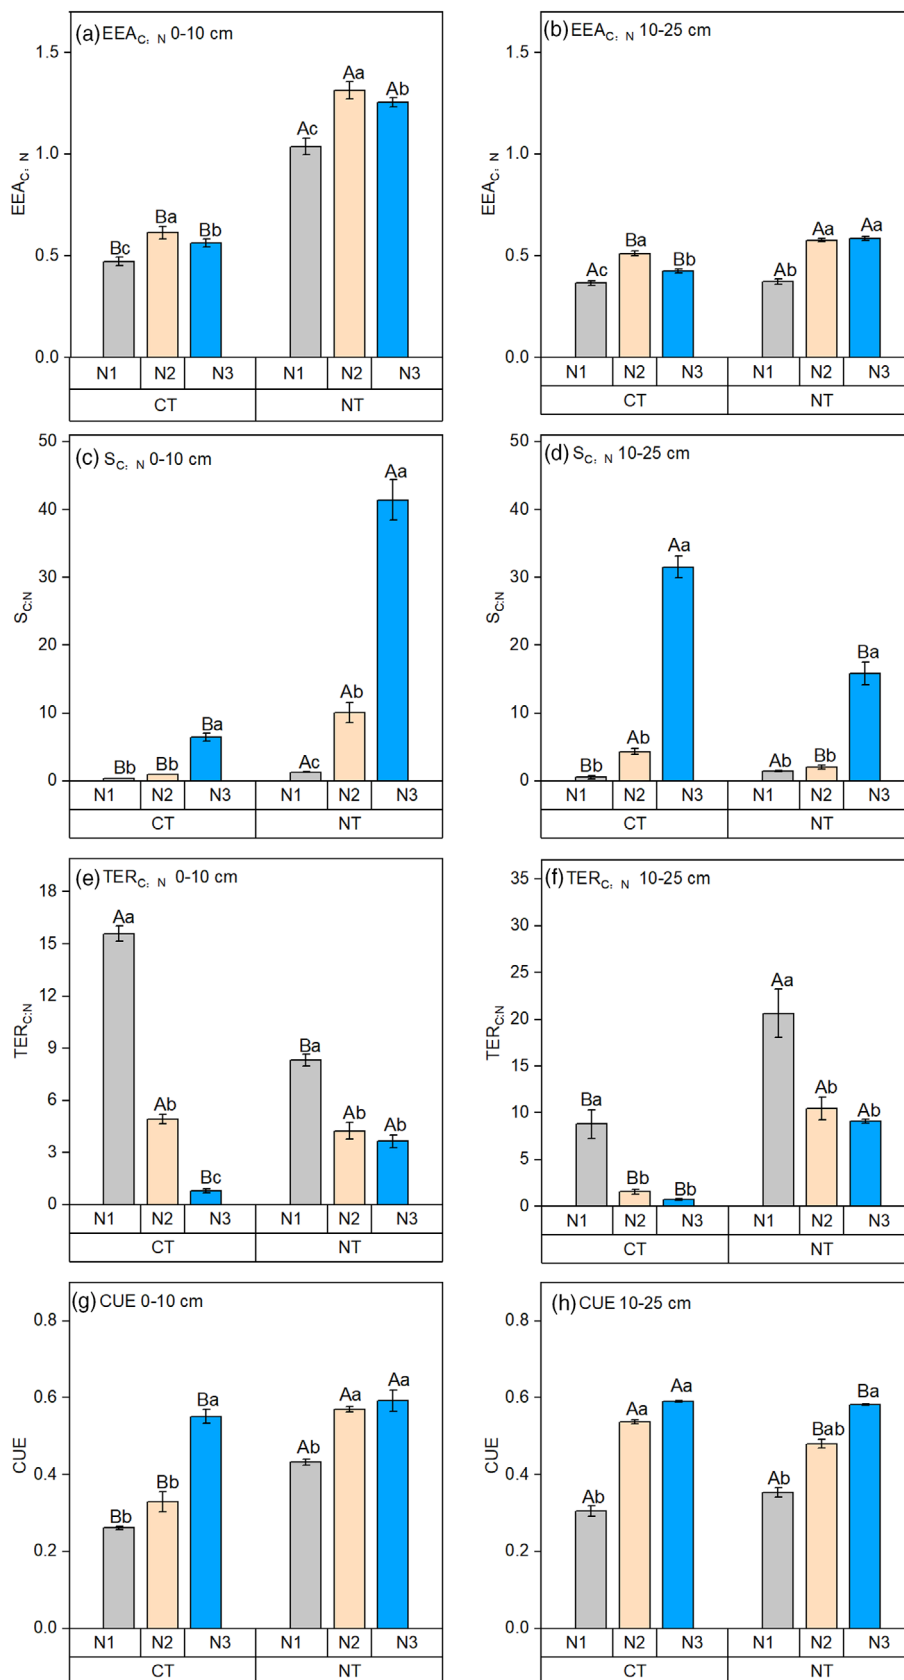 (a) EEAC: N 0-10 cm
1.5
1.0
0.5
0.0
EEAC: N
Bc
Ba
Bb
Ac
Aa
Ab
N1 N2 N3 N1 N2 N3
CT NT
(b) EEAC: N 10-25 cm
1.5
1.0
0.5
0.0
EEAC: N
Ac
Ba
Bb
Ab
Aa
Aa
N1 N2 N3 N1 N2 N3
CT NT
(c) SC: N 0-10 cm
50
40
30
20
10
0
SC:N
Bb
Bb
Ba
Ac
Ab
Aa
N1 N2 N3 N1 N2 N3
CT NT
(d) SC: N 10-25 cm
50
40
30
20
10
0
SC:N
Bb
Ab
Aa
Ab
Bb
Ba
N1 N2 N3 N1 N2 N3
CT NT
(e) TERC: N 0-10 cm
18
15
12
9
6
3
0
TERC:N
Aa
Ab
Bc
Ba
Ab
Ab
N1 N2 N3 N1 N2 N3
CT NT
(f) TERC: N 10-25 cm
35
30
25
20
15
10
5
0
TERC:N
Ba
Bb
Bb
Aa
Ab
Ab
N1 N2 N3 N1 N2 N3
CT NT
(g) CUE 0-10 cm
0.8
0.6
0.4
0.2
0.0
CUE
Bb
Bb
Ba
Ab
Aa
Aa
N1 N2 N3 N1 N2 N3
CT NT
(h) CUE 10-25 cm
0.8
0.6
0.4
0.2
0.0
CUE
Ab
Aa
Aa
Ab
Bab
Ba
N1 N2 N3 N1 N2 N3
CT NT